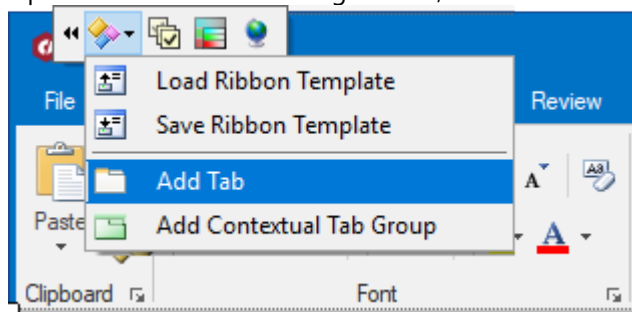 Load Ribbon Template
File
Review
Save Ribbon Template
Add Tab
Paste
Add Contextual Tab Group
Clipboard
Font